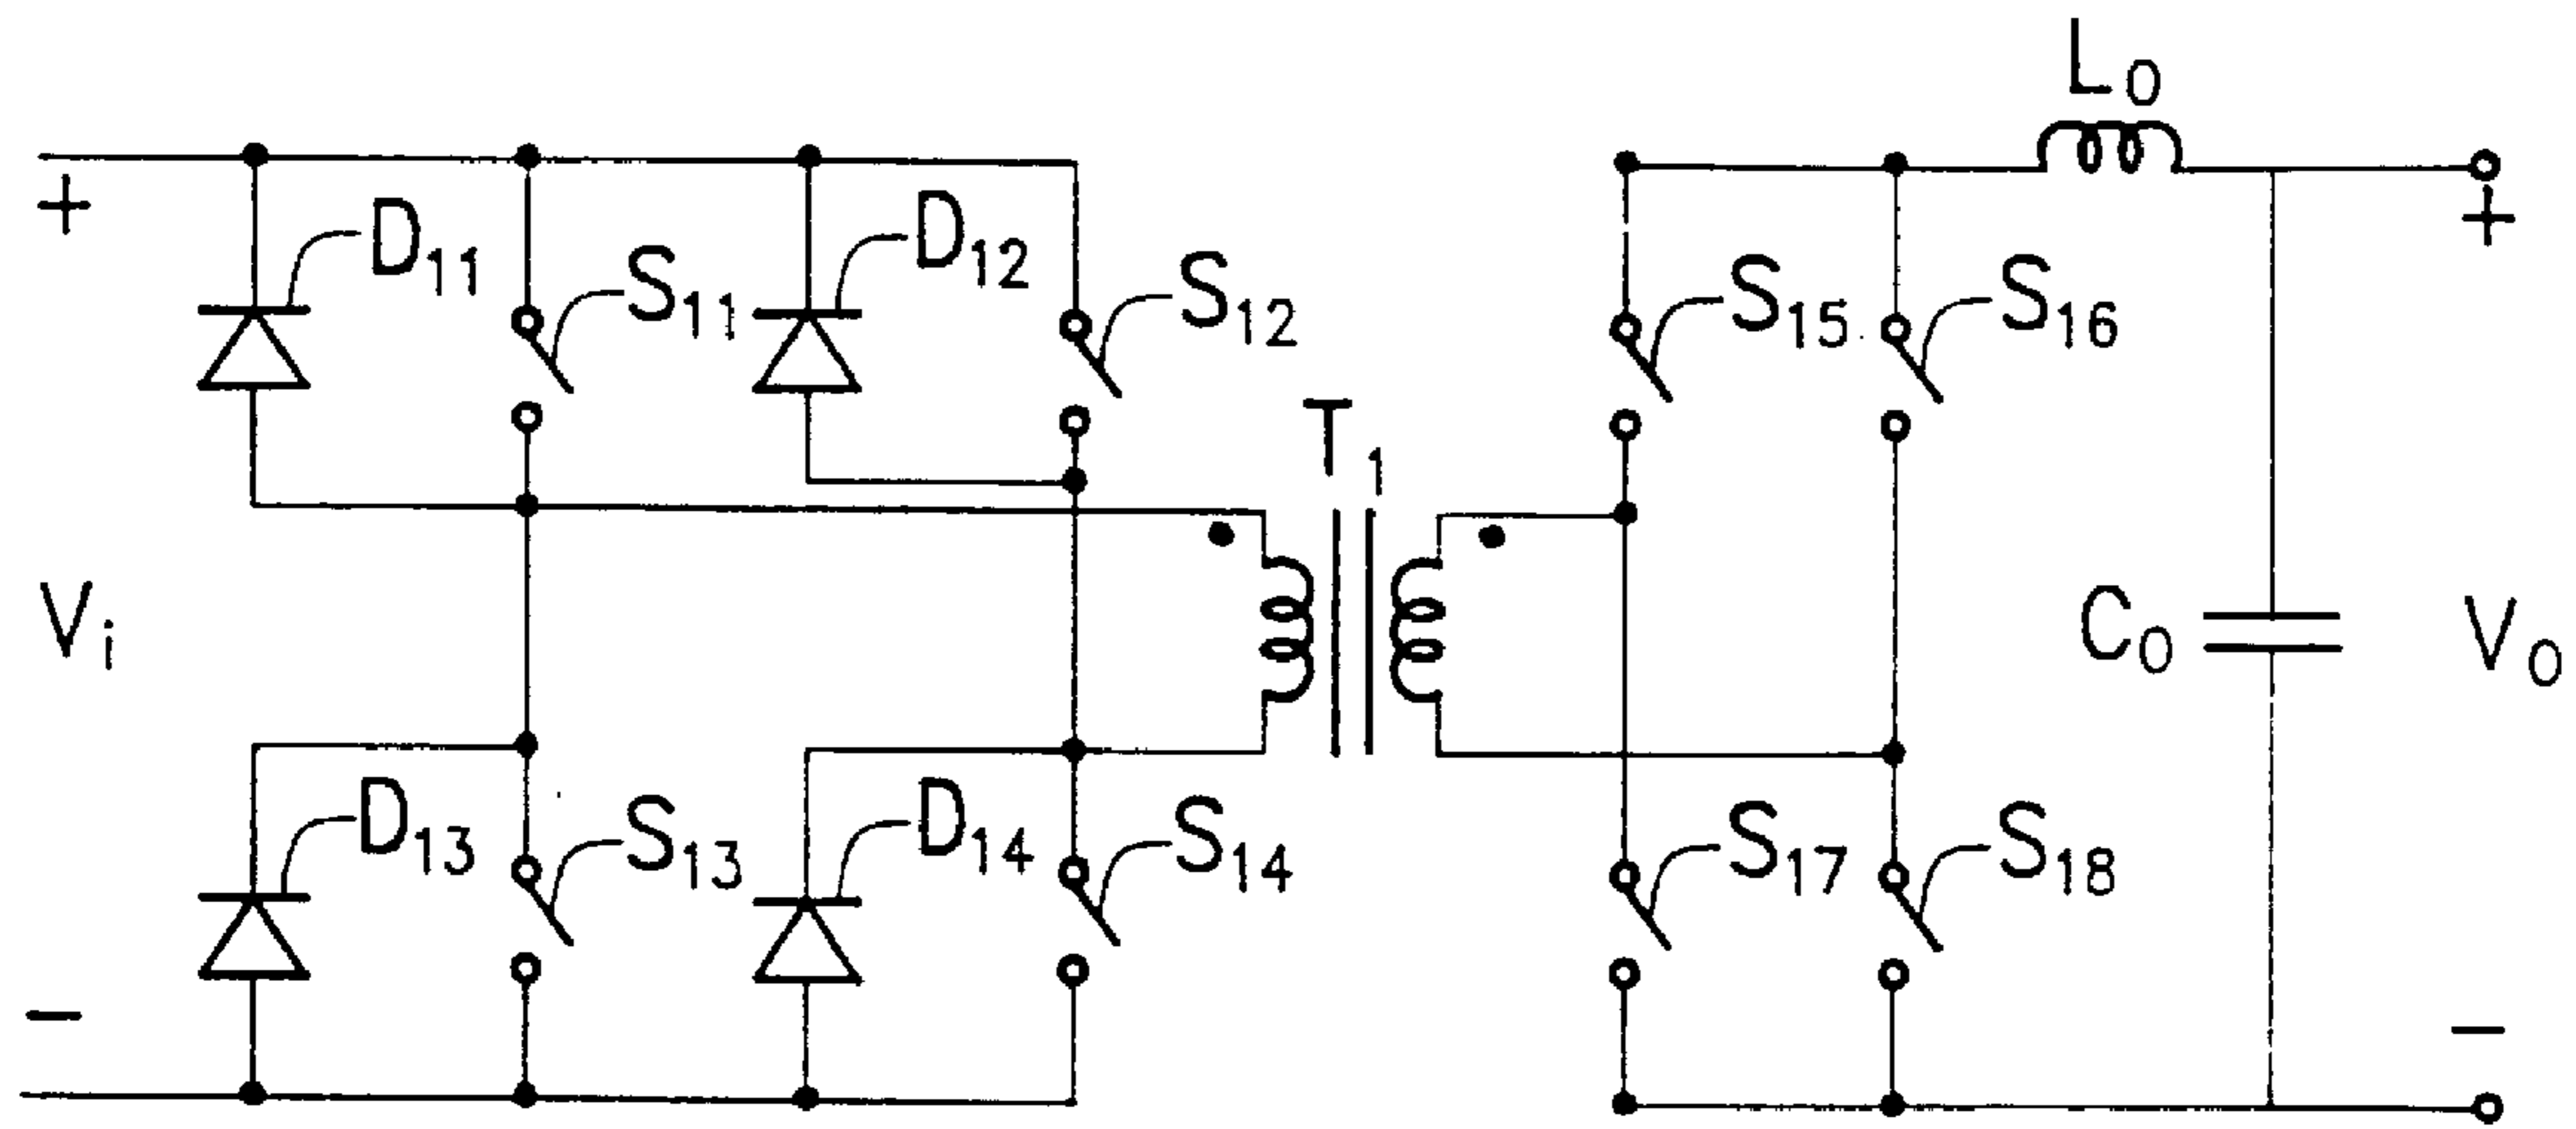 L0
+
D11
S11
D12
S12
S15
S16
+
T1
Vi
C0
V0
D13
S13
D14
S14
S17
S18
−
−